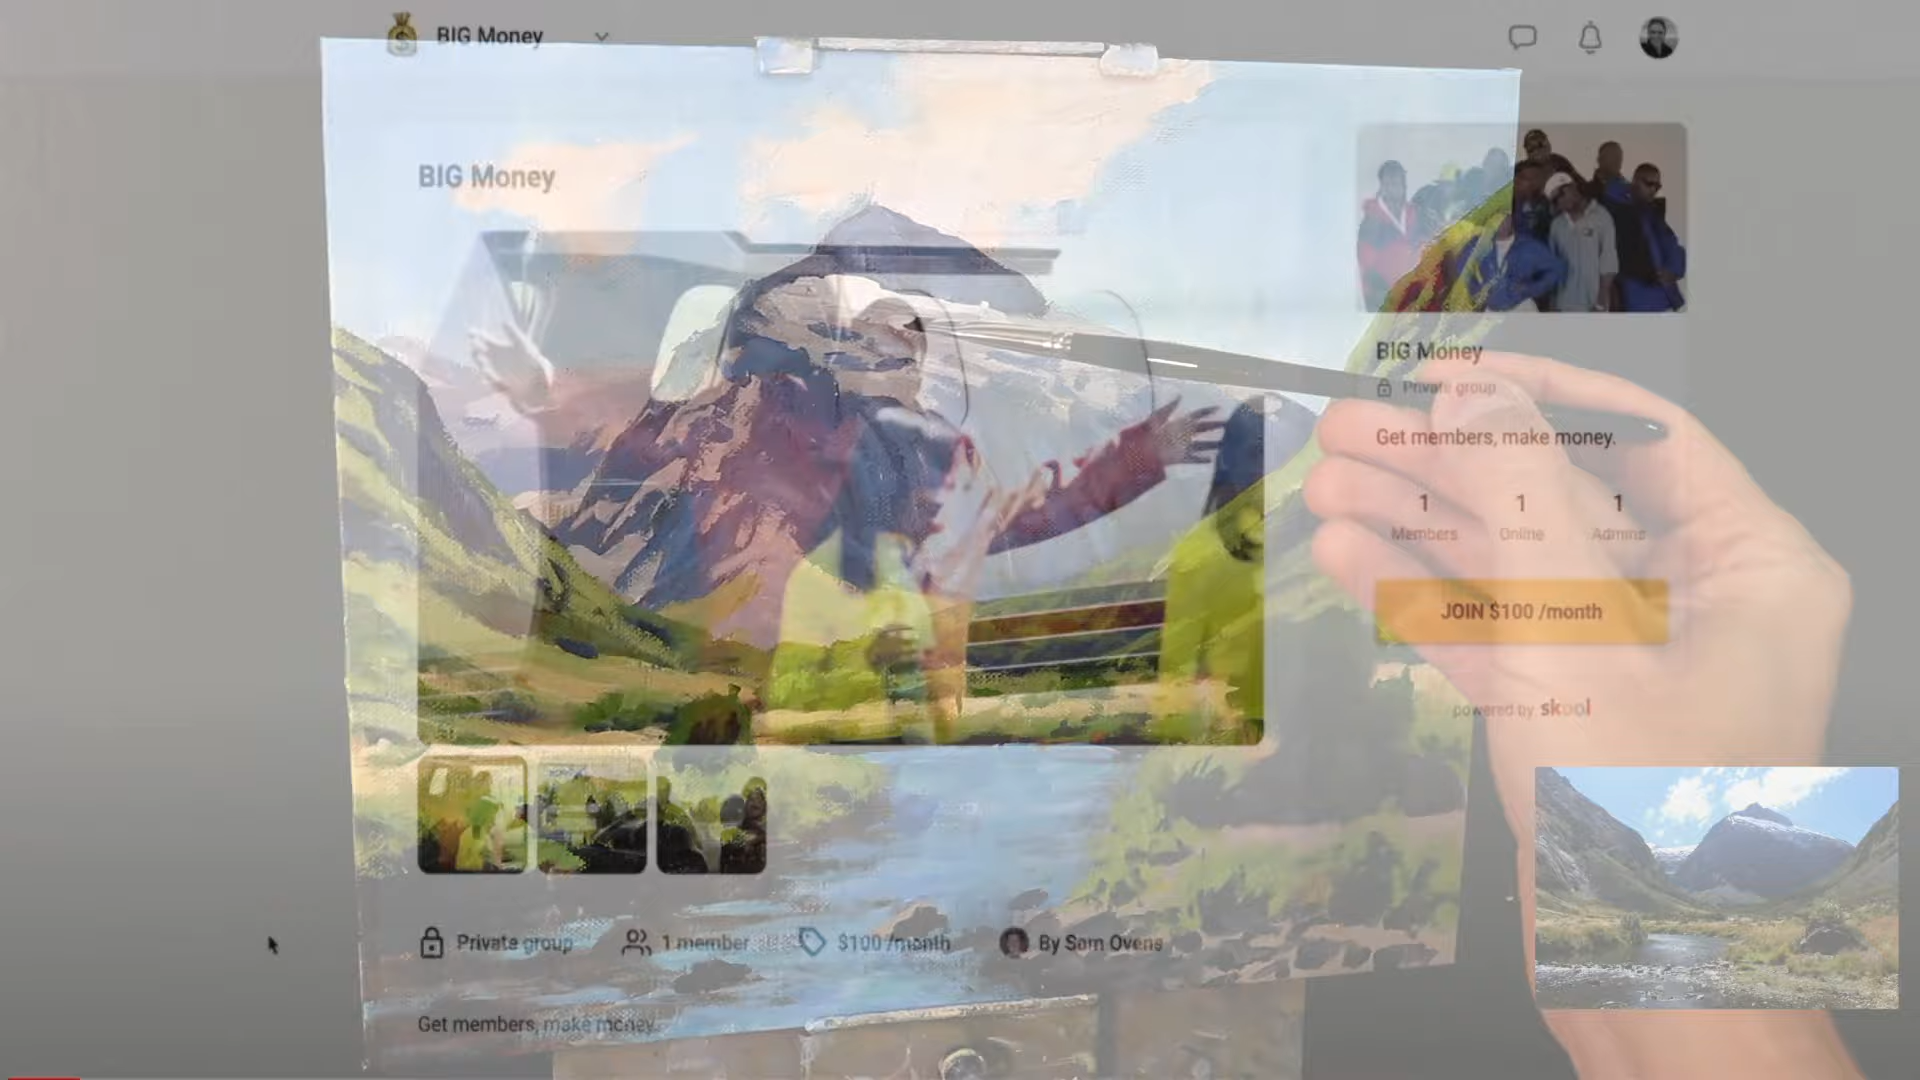 BIG Money
BIG Money
BIG Money
Private group
Get members, make money.
1 1 1
Members Online Admins
JOIN $100 /month
powered by skool
Private group 1 member $100 /month By Sam Ovens
Get members, make money.